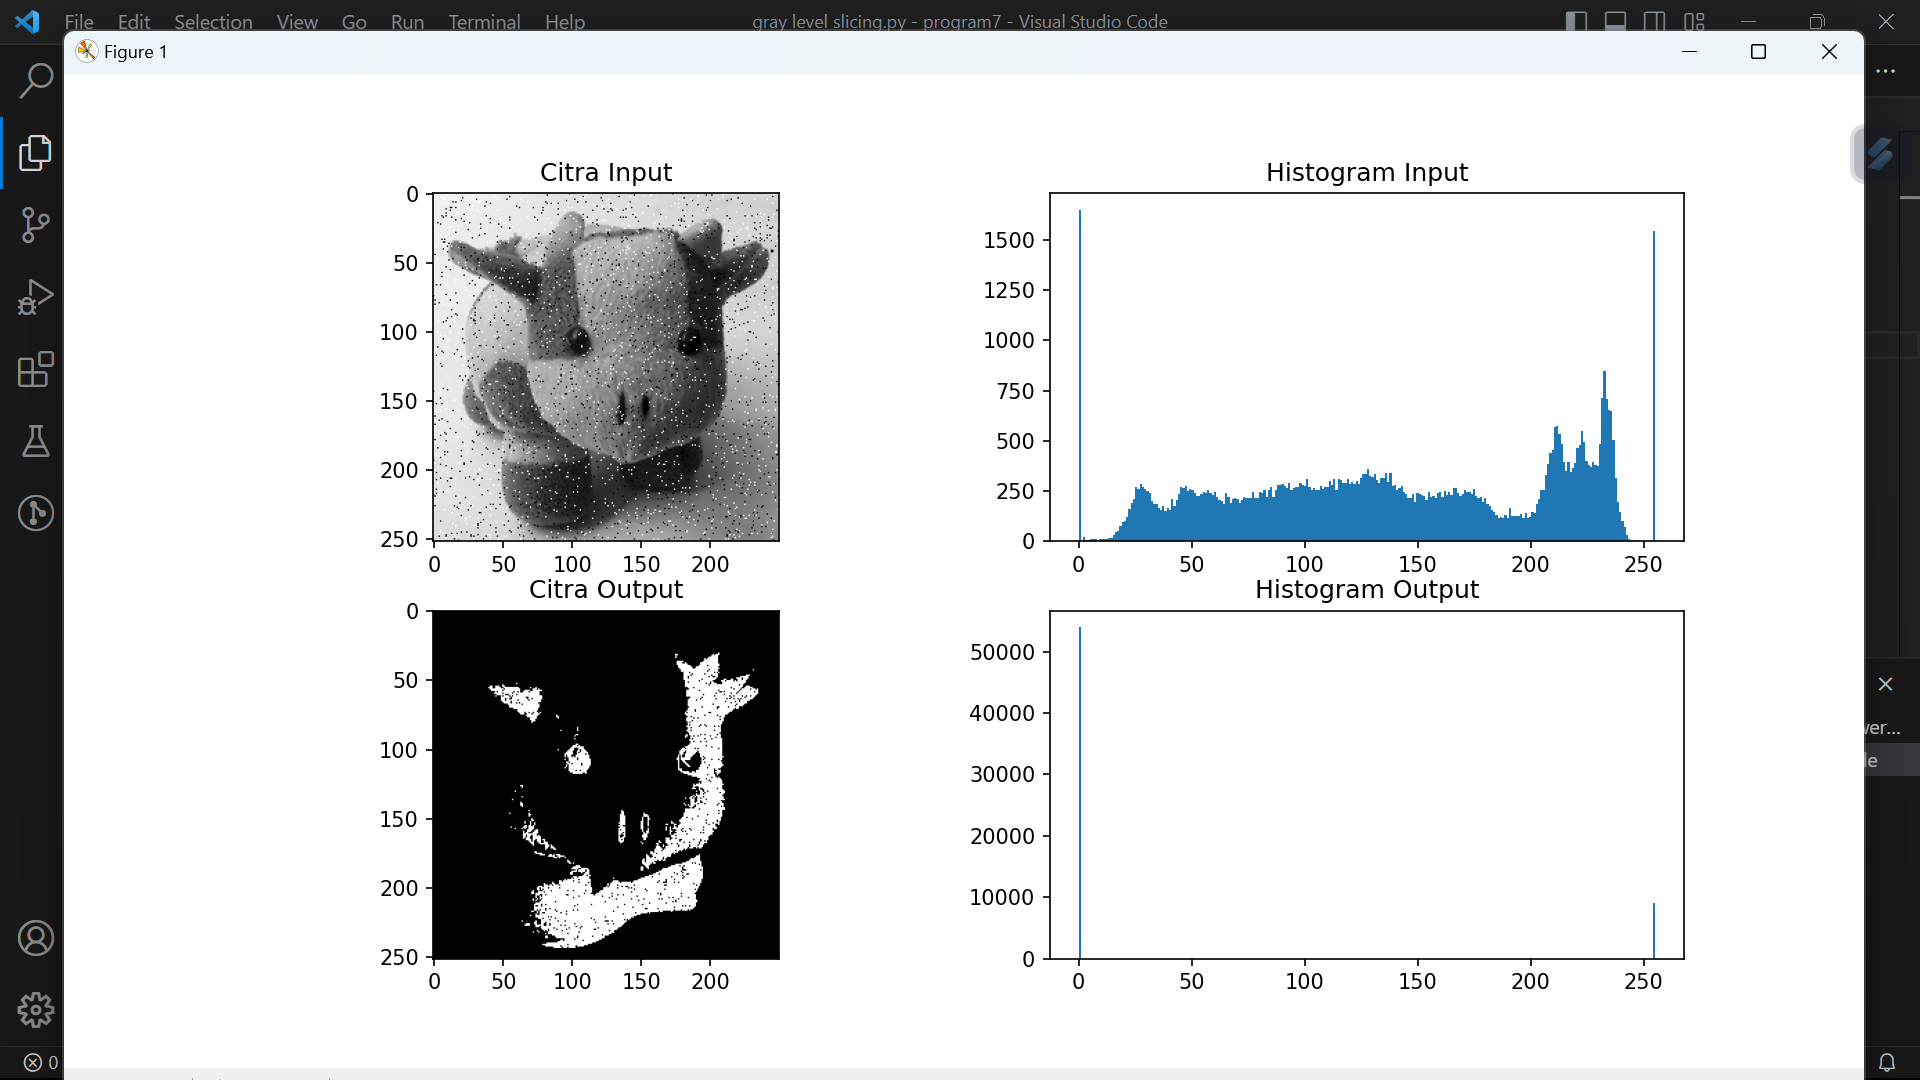 File Edit Selection View Go Run Terminal Help
gray level slicing.py - program7 - Visual Studio Code
Figure 1
Citra Input
0
50
100
150
200
250
0 50 100 150 200
Histogram Input
1500
1250
1000
750
500
250
0
0 50 100 150 200 250
Citra Output
0
50
100
150
200
250
0 50 100 150 200
Histogram Output
50000
40000
30000
20000
10000
0
0 50 100 150 200 250
0